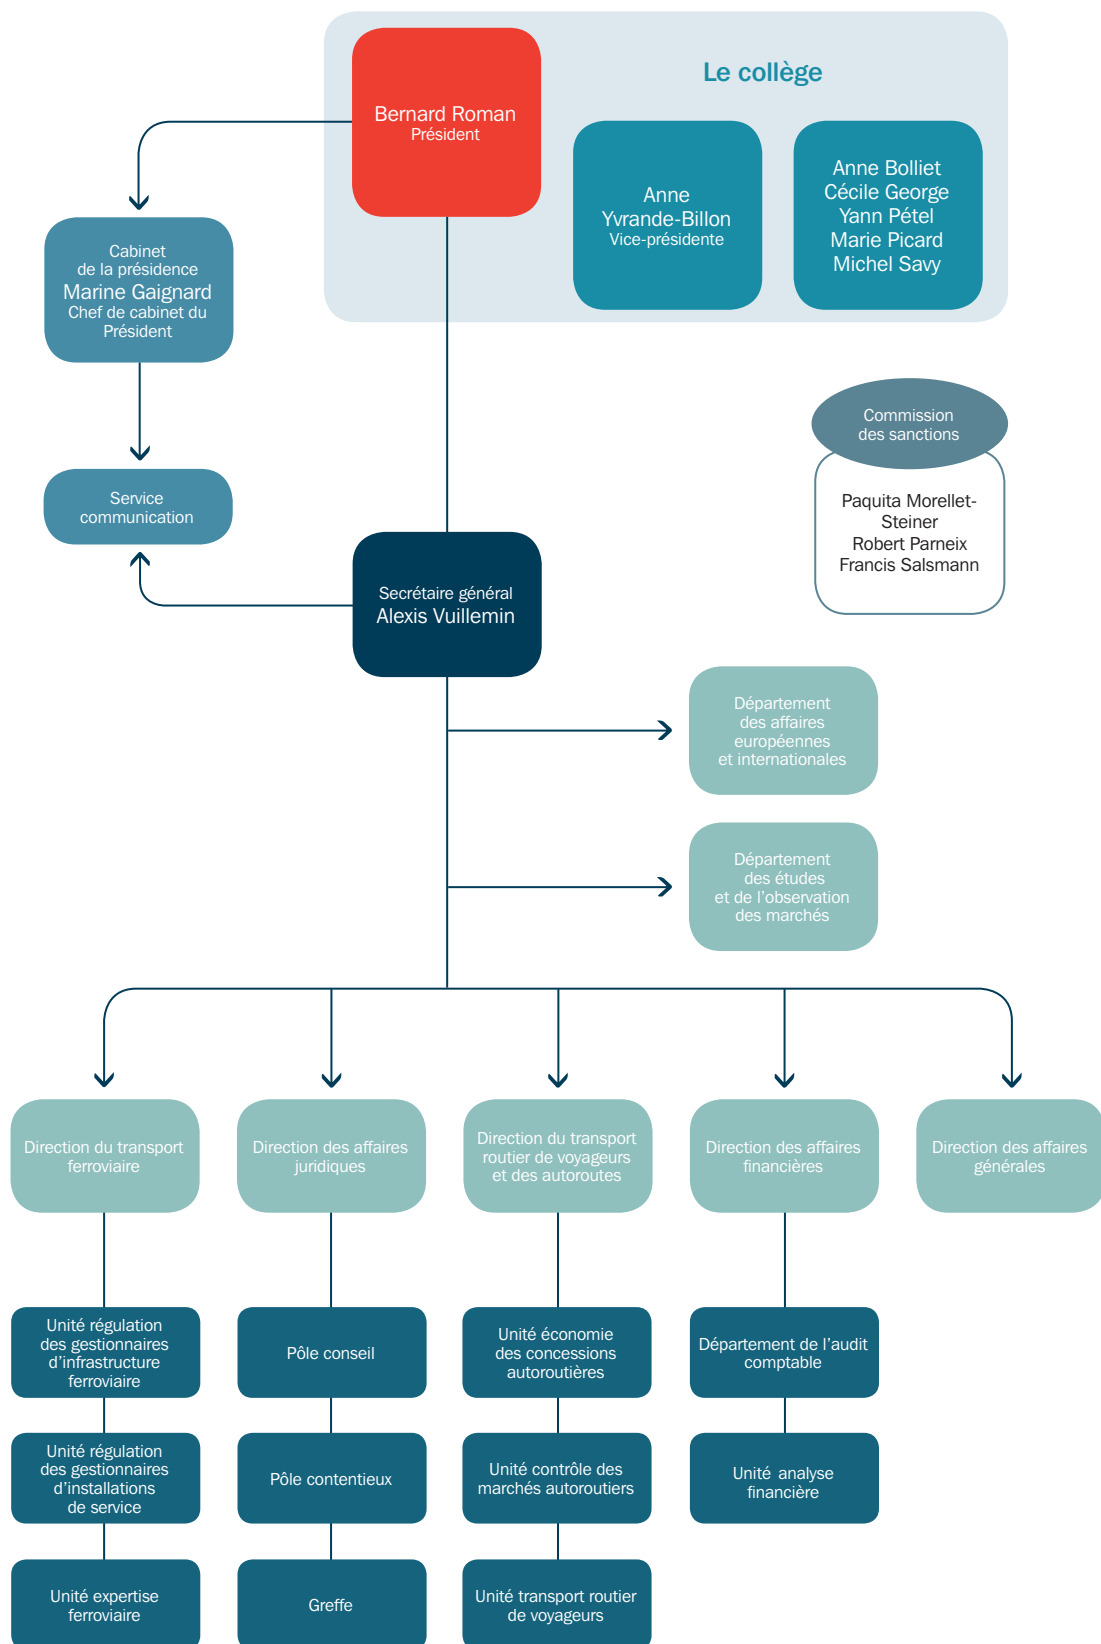 Le collège
Bernard Roman
Président
Anne
Yvrande-Billon
Vice-présidente
Anne Bolliet
Cécile George
Yann Pétel
Marie Picard
Michel Savy
Cabinet
de la présidence
Marine Gaignard
Chef de cabinet du
Président
Commission
des sanctions
Paquita Morellet-
Steiner
Robert Parneix
Francis Salsmann
Service
communication
Secrétaire général
Alexis Vuillemin
Département
des affaires
européennes
et internationales
Département
des études
et de l'observation
des marchés
Direction du transport
ferroviaire
Direction des affaires
juridiques
Direction du transport
routier de voyageurs
et des autoroutes
Direction des affaires
financières
Direction des affaires
générales
Unité régulation
des gestionnaires
d'infrastructure
ferroviaire
Pôle conseil
Unité économie
des concessions
autoroutières
Département de l'audit
comptable
Unité régulation
des gestionnaires
d'installations
de service
Pôle contentieux
Unité contrôle des
marchés autoroutiers
Unité analyse
financière
Unité expertise
ferroviaire
Greffe
Unité transport routier
de voyageurs